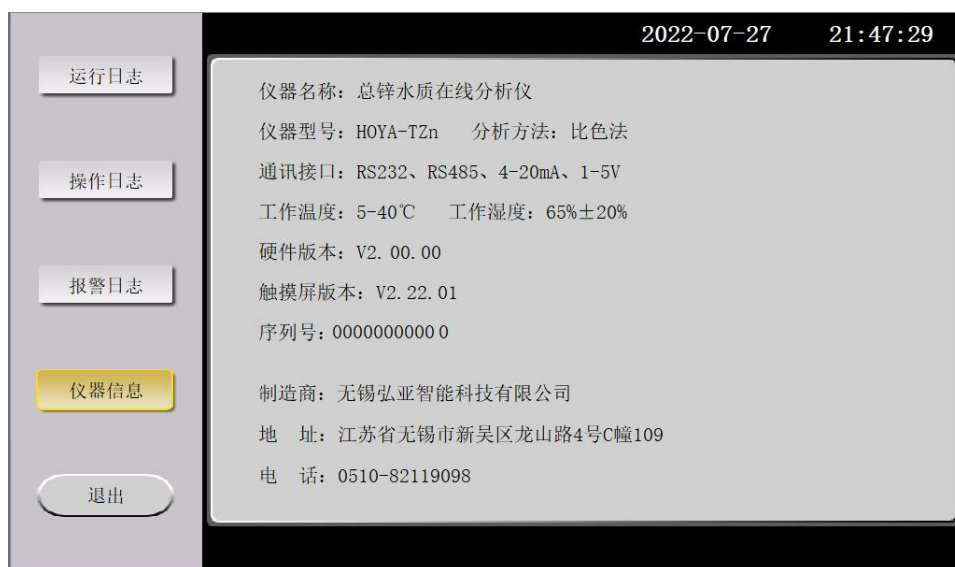 2022-07-27 21:47:29
运行日志
操作日志
报警日志
仪器信息
退出
仪器名称：总锌水质在线分析仪
仪器型号：HOYA-TZn 分析方法：比色法
通讯接口：RS232、RS485、4-20mA、1-5V
工作温度：5-40℃ 工作湿度：65%±20%
硬件版本：V2.00.00
触摸屏版本：V2.22.01
序列号：00000000000
制造商：无锡弘亚智能科技有限公司
地 址：江苏省无锡市新吴区龙山路4号C幢109
电 话：0510-82119098